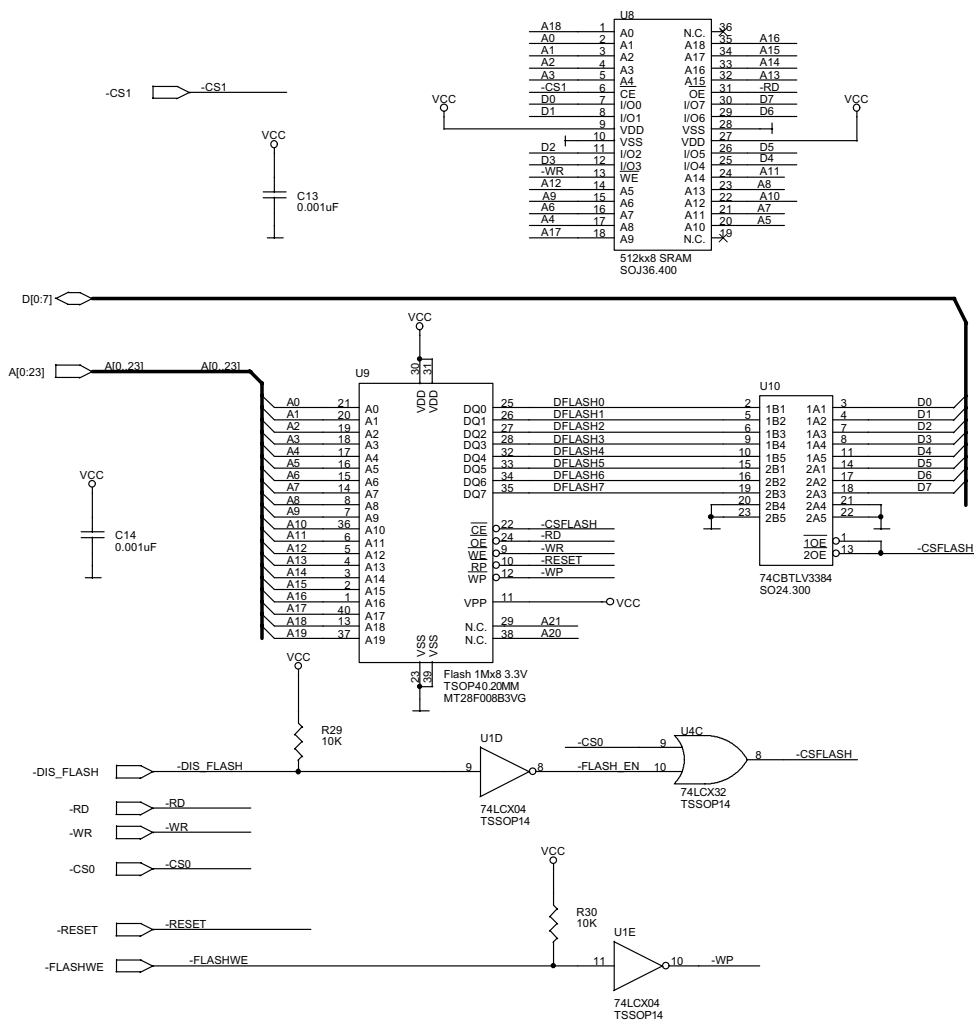 U8
A18 1 A0 N.C. 36
A0 2 A1 A18 35 A16
A1 3 A2 A17 34 A15
A2 4 A3 A16 33 A14
A3 5 A4 A15 32 A13
-CS1 6 CE OE 31 -RD
D0 7 I/O0 I/O7 30 D7
D1 8 I/O1 I/O6 29 D6
9 VDD VSS 28
10 VSS VDD 27
D2 11 I/O2 I/O5 26 D5
D3 12 I/O3 I/O4 25 D4
-WR 13 WE A14 24 A11
A12 14 A5 A13 23 A8
A9 15 A6 A12 22 A10
A6 16 A7 A11 21 A7
A4 17 A8 A10 20 A5
A17 18 A9 N.C. 19
512kx8 SRAM
SOJ36.400
VCC
VCC
-CS1 -CS1
VCC
C13
0.001uF
D[0:7]
A[0:23] A[0..23] A[0..23]
VCC
U9
30 31
VDD VDD
A0 21 A0 DQ0 25 DFLASH0
A1 20 A1 DQ1 26 DFLASH1
A2 19 A2 DQ2 27 DFLASH2
A3 18 A3 DQ3 28 DFLASH3
A4 17 A4 DQ4 32 DFLASH4
A5 16 A5 DQ5 33 DFLASH5
A6 15 A6 DQ6 34 DFLASH6
A7 14 A7 DQ7 35 DFLASH7
A8 8 A8
A9 7 A9
A10 36 A10 CE 22 -CSFLASH
A11 6 A11 OE 24 -RD
A12 5 A12 WE 9 -WR
A13 4 A13 RP 10 -RESET
A14 3 A14 WP 12 -WP
A15 2 A15
A16 1 A16 VPP 11 VCC
A17 40 A17
A18 13 A18 N.C. 29 A21
A19 37 A19 N.C. 38 A20
VSS VSS
23 39
Flash 1Mx8 3.3V
TSOP40.20MM
MT28F008B3VG
U10
2 1B1 1A1 3 D0
5 1B2 1A2 4 D1
6 1B3 1A3 7 D2
9 1B4 1A4 8 D3
10 1B5 1A5 11 D4
15 2B1 2A1 14 D5
16 2B2 2A2 17 D6
19 2B3 2A3 18 D7
20 2B4 2A4 21
23 2B5 2A5 22
1OE 1
2OE 13 -CSFLASH
74CBTLV3384
SO24.300
VCC
C14
0.001uF
VCC
R29
10K
-DIS_FLASH -DIS_FLASH 9 U1D 8 -FLASH_EN 10
74LCX04
TSSOP14
-CS0 9 U4C 8 -CSFLASH
74LCX32
TSSOP14
-RD -RD
-WR -WR
-CS0 -CS0
VCC
R30
10K
-RESET -RESET
-FLASHWE -FLASHWE 11 U1E 10 -WP
74LCX04
TSSOP14